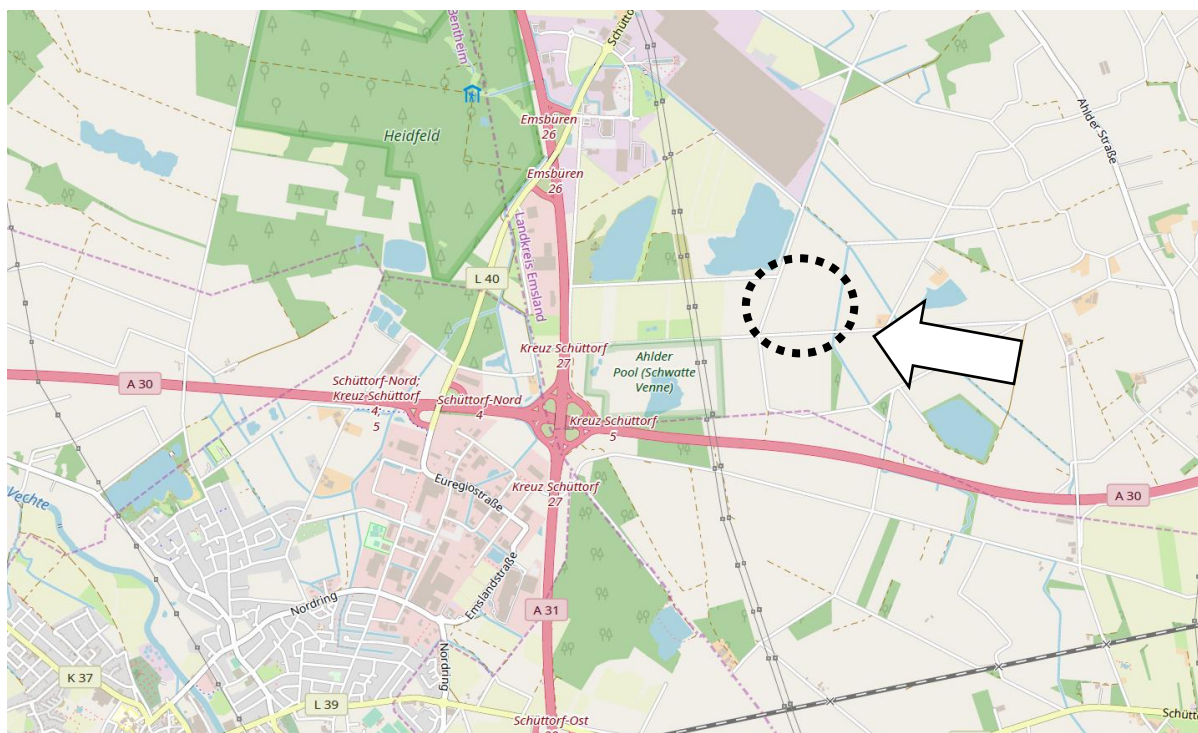 Bentheim
Schüttor
Emsbüren
26
Heidfeld
Ahlder Straße
Emsbüren
26
Landkreis Emsland
L 40
Kreuz Schüttorf
27
Ahlder
Pool (Schwatte
Venne)
A 30
Schüttorf-Nord;
Kreuz Schüttorf
4;
5
Schüttorf-Nord
4
Kreuz Schüttorf
5
Euregiostraße
Kreuz Schüttorf
27
A 30
Vechte
Emslandstraße
Nordring
A 31
Nordring
K 37
L 39
Schüttorf-Ost
Schütt